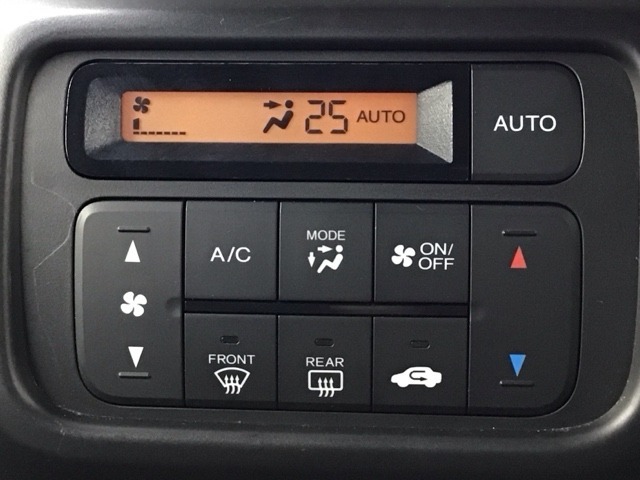 25 AUTO
AUTO
A/C
MODE
ON/
OFF
FRONT
REAR